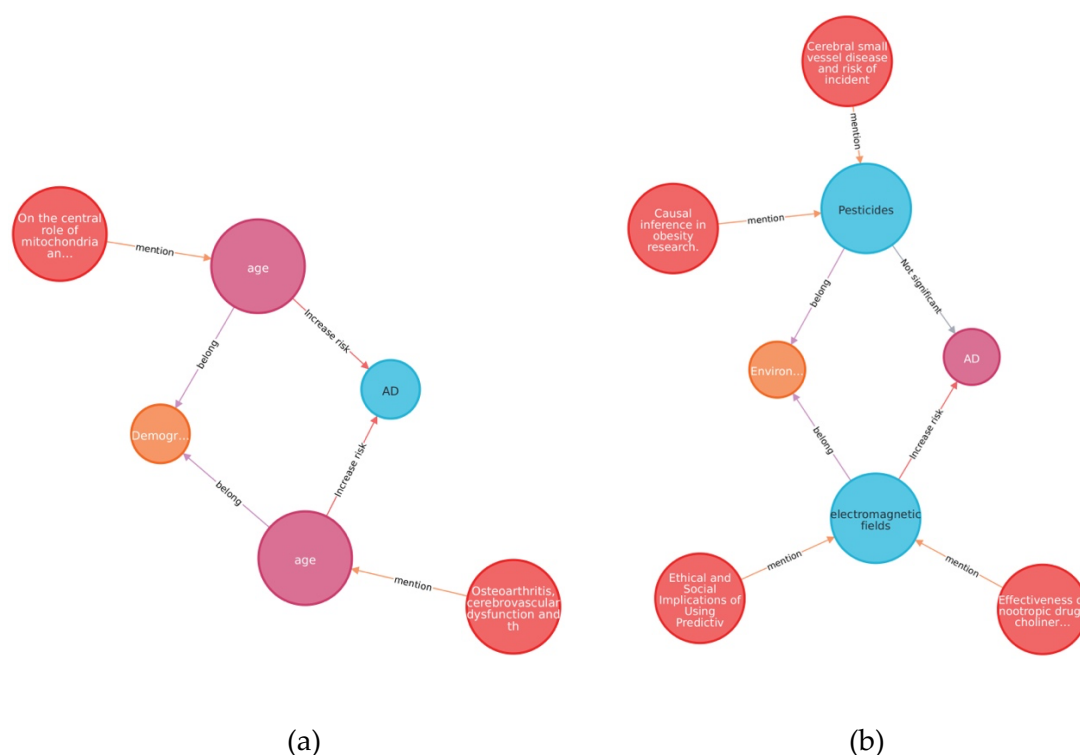 On the central
role of
mitochondria
an...
mention
age
Increase risk
belong
AD
Demogr...
belong
Increase risk
age
mention
Osteoarthritis,
cerebrovascular
dysfunction and
th
(a)
Cerebral small
vessel disease
and risk of
incident
mention
Causal
inference in
obesity
research.
mention
Pesticides
belong
Not significant
Environ...
AD
belong
Increase risk
electromagnetic
fields
mention
mention
Ethical and
Social
Implications of
Using
Predictiv
Effectiveness o
nootropic drug
choliner...
(b)